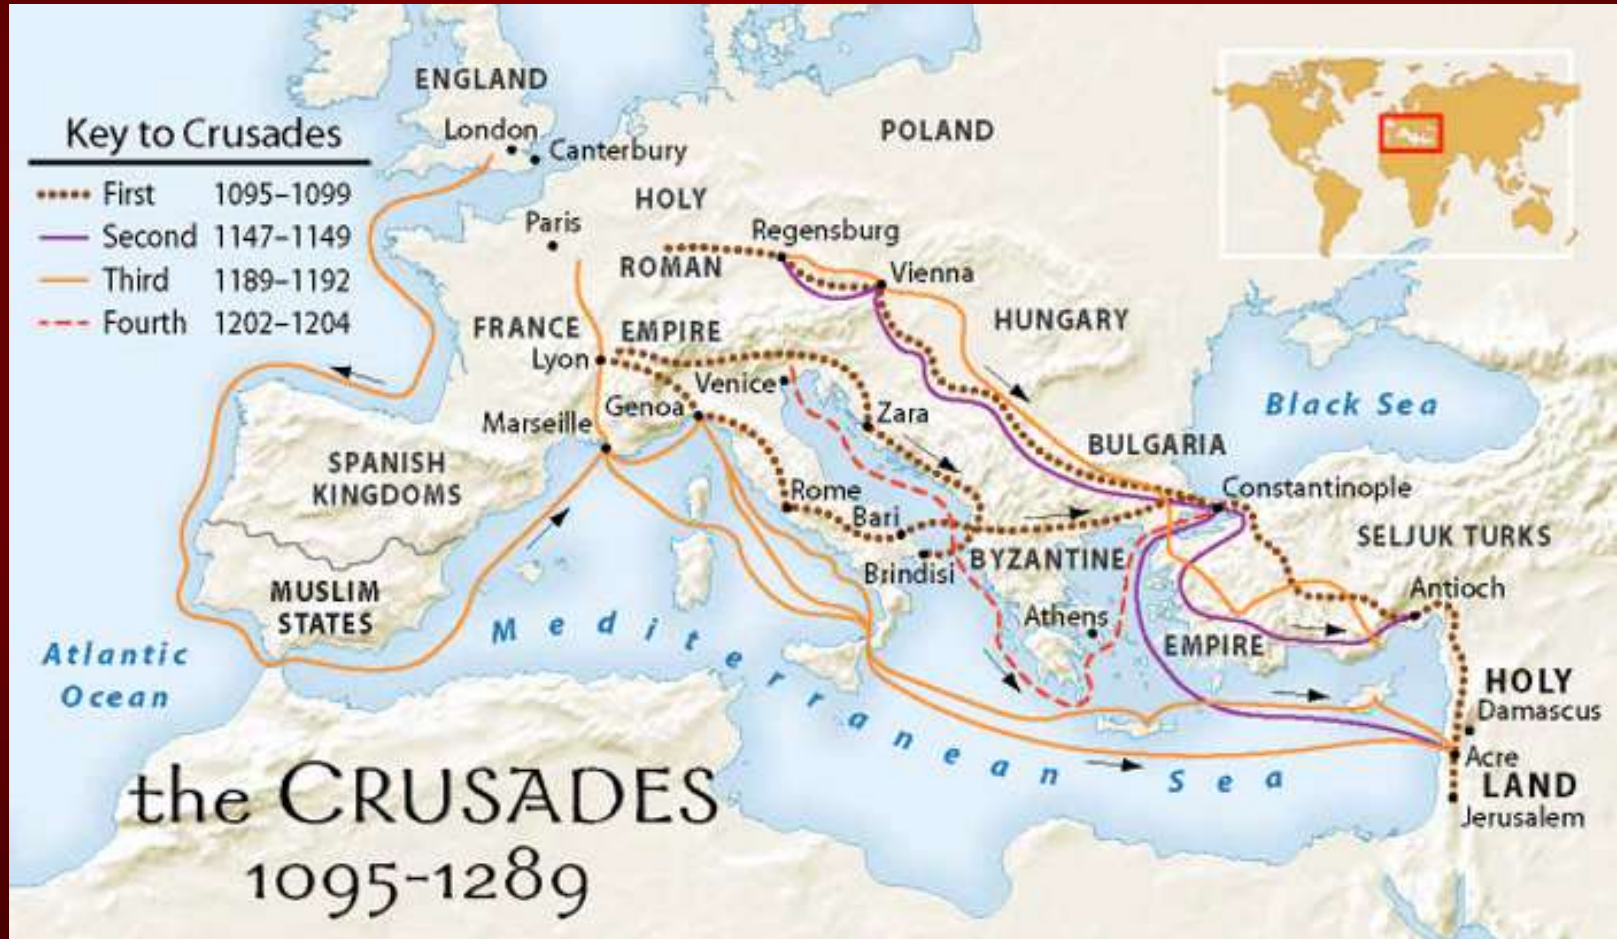 Key to Crusades
First 1095–1099
Second 1147–1149
Third 1189–1192
Fourth 1202–1204
ENGLAND
London
Canterbury
POLAND
HOLY
ROMAN
EMPIRE
Paris
Regensburg
Vienna
FRANCE
HUNGARY
Lyon
Venice
Genoa
Zara
Marseille
Black Sea
BULGARIA
SPANISH
KINGDOMS
Rome
Constantinople
Bari
SELJUK TURKS
Brindisi
BYZANTINE
EMPIRE
MUSLIM
STATES
Antioch
Athens
Atlantic
Ocean
Mediterranean Sea
HOLY
LAND
Damascus
Acre
Jerusalem
the CRUSADES
1095-1289